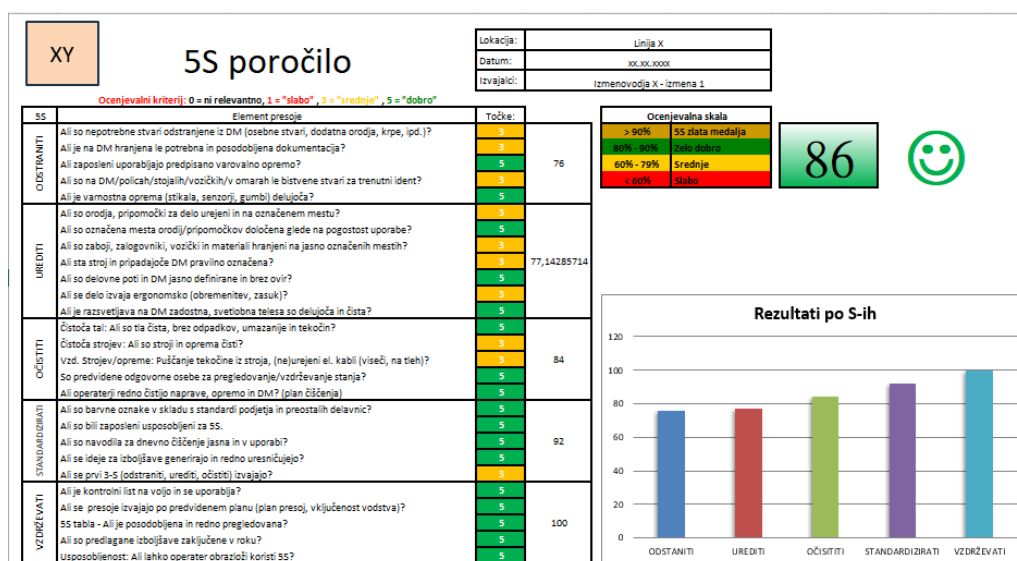 XY
5S poročilo
Lokacija: Linija X
Datum: xx.xx.xxxx
Izvajalci: Izmenovodja X - izmena 1
Ocenjevalni kriterij: 0 = ni relevantno, 1 = "slabo" , 3 = "srednje" , 5 = "dobro"
5S Element presoje Točke:
ODSTRANITI
Ali so nepotrebne stvari odstranjene iz DM (osebne stvari, dodatna orodja, krpe, ipd.)? 3
Ali je na DM hranjena le potrebna in posodobljena dokumentacija? 3
Ali zaposleni uporabljajo predpisano varovalno opremo? 5
Ali so na DM/policah/stojalih/vozičkih/v omarah le bistvene stvari za trenutni ident? 3
Ali je varnostna oprema (stikala, senzorji, gumbi) delujoča? 5
76
UREDITI
Ali so orodja, pripomočki za delo urejeni in na označenem mestu? 3
Ali so označena mesta orodij/pripomočkov določena glede na pogostost uporabe? 5
Ali so zaboji, zalogovniki, vozički in materiali hranjeni na jasno označenih mestih? 3
Ali sta stroj in pripadajoče DM pravilno označena? 3
Ali so delovne poti in DM jasno definirane in brez ovir? 5
Ali se delo izvaja ergonomsko (obremenitev, zasuk)? 3
Ali je razsvetljava na DM zadostna, svetlobna telesa so delujoča in čista? 5
77,14285714
OČISTITI
Čistoča tal: Ali so tla čista, brez odpadkov, umazanije in tekočin? 5
Čistoča strojev: Ali so stroji in oprema čisti? 3
Vzd. Strojev/opreme: Puščanje tekočine iz stroja, (ne)urejeni el. kabli (viseči, na tleh)? 3
So predvidene odgovorne osebe za pregledovanje/vzdrževanje stanja? 5
Ali operaterji redno čistijo naprave, opremo in DM? (plan čiščenja) 5
84
STANDARDIZIRATI
Ali so barvne oznake v skladu s standardi podjetja in preostalih delavnic? 5
Ali so bili zaposleni usposobljeni za 5S. 5
Ali so navodila za dnevno čiščenje jasna in v uporabi? 5
Ali se ideje za izboljšave generirajo in redno uresničujejo? 5
Ali se prvi 3-S (odstraniti, urediti, očistiti) izvajajo? 3
92
VZDRŽEVATI
Ali je kontrolni list na voljo in se uporablja? 5
Ali se presoje izvajajo po predvidenem planu (plan presoj, vključenost vodstva)? 5
5S tabla - Ali je posodobljena in redno pregledovana? 5
Ali so predlagane izboljšave zaključene v roku? 5
Usposobljenost: Ali lahko operater obrazloži koristi 5S? 5
100
Ocenjevalna skala
> 90% 5S zlata medalja
80% - 90% Zelo dobro
60% - 79% Srednje
< 60% Slabo
86
Rezultati po S-ih
120
100
80
60
40
20
0
ODSTANITI UREDITI OČISITITI STANDARDIZIRATI VZDRŽEVATI